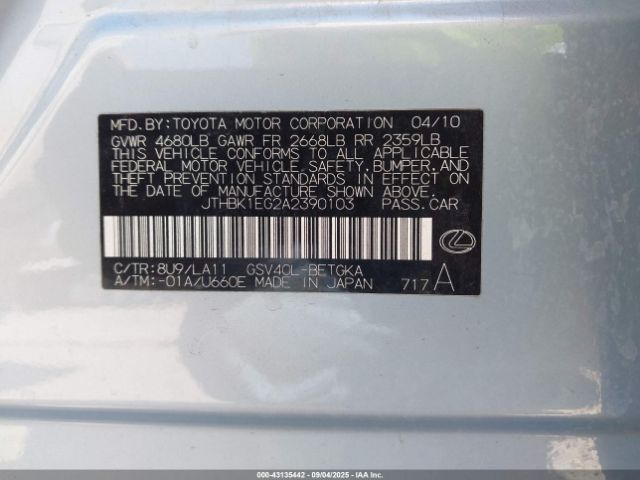 MFD.BY:TOYOTA MOTOR CORPORATION 04/10
GVWR 4680LB GAWR FR 2668LB RR 2359LB
THIS VEHICLE CONFORMS TO ALL APPLICABLE
FEDERAL MOTOR VEHICLE SAFETY,BUMPER,AND
THEFT PREVENTION STANDARDS IN EFFECT ON
THE DATE OF MANUFACTURE SHOWN ABOVE.
JTHBK1EG2A2390103 PASS.CAR
C/TR:8U9/LA11 GSV40L-BETGKA
A/TM:-01A/U660E MADE IN JAPAN 717 A
000-43135442 - 09/04/2025 - IAA